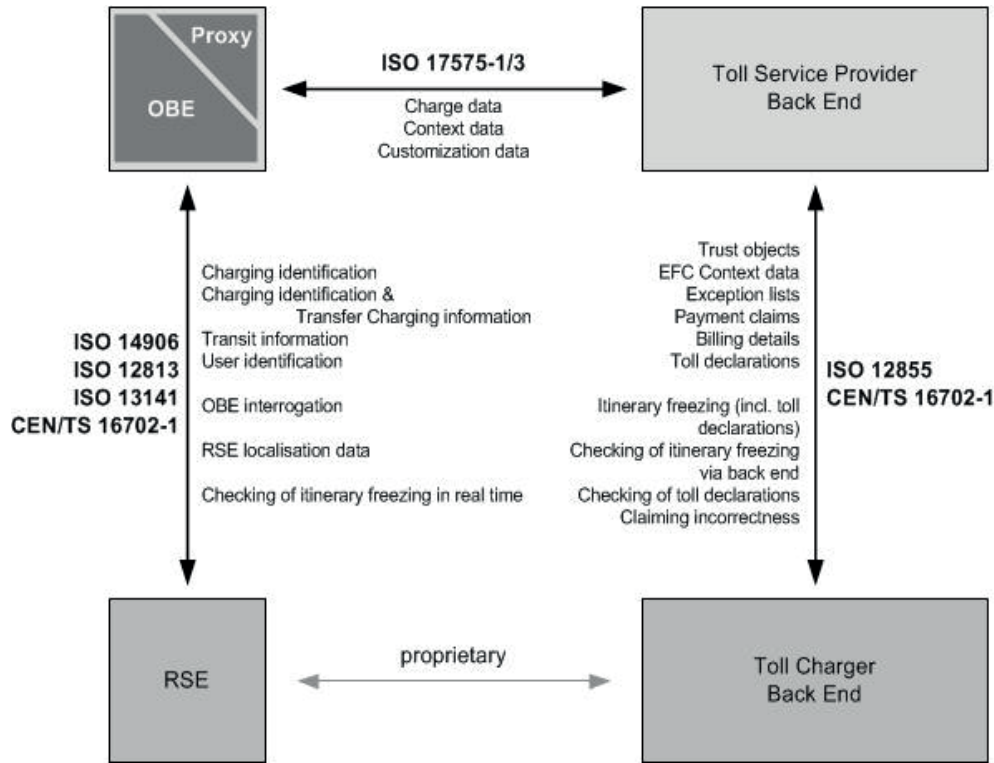 Proxy
OBE
ISO 17575-1/3
Charge data
Context data
Customization data
Toll Service Provider
Back End
ISO 14906
ISO 12813
ISO 13141
CEN/TS 16702-1
Charging identification
Charging identification &
Transfer Charging information
Transit information
User identification
OBE interrogation
RSE localisation data
Checking of itinerary freezing in real time
Trust objects
EFC Context data
Exception lists
Payment claims
Billing details
Toll declarations
Itinerary freezing (incl. toll
declarations)
Checking of itinerary freezing
via back end
Checking of toll declarations
Claiming incorrectness
ISO 12855
CEN/TS 16702-1
RSE
proprietary
Toll Charger
Back End